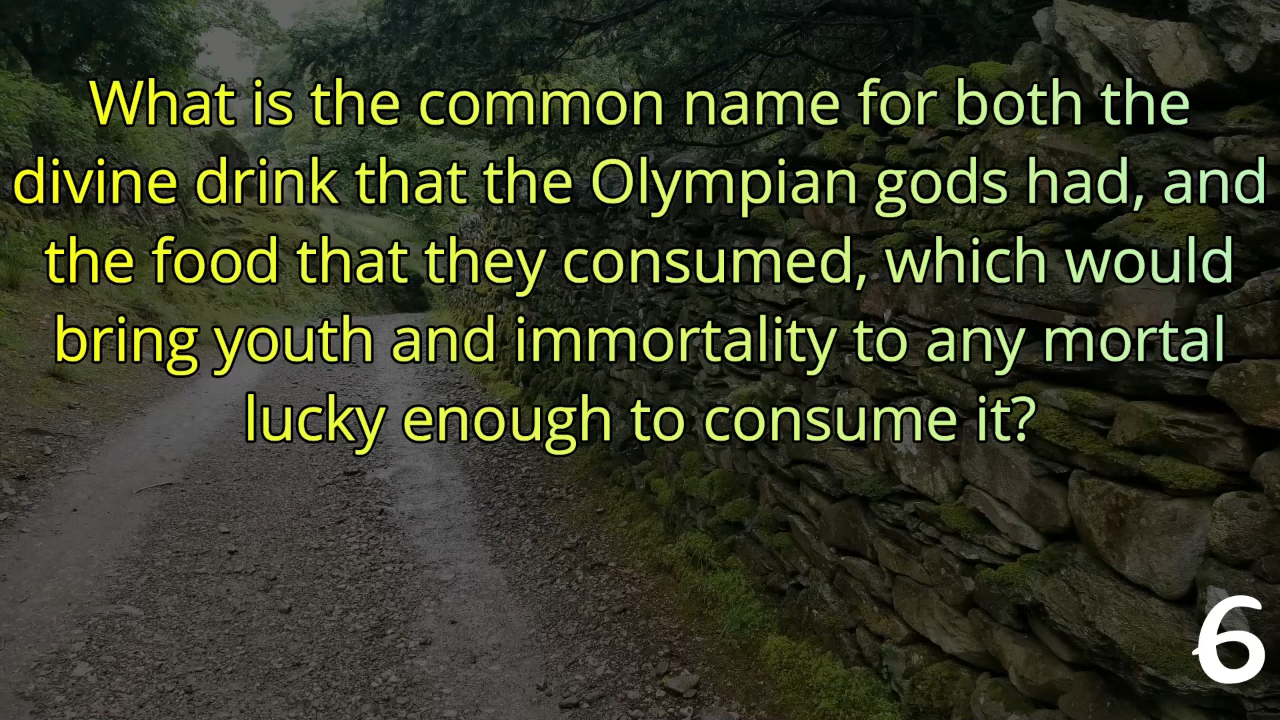 What is the common name for both the
divine drink that the Olympian gods had, and
the food that they consumed, which would
bring youth and immortality to any mortal
lucky enough to consume it?
6